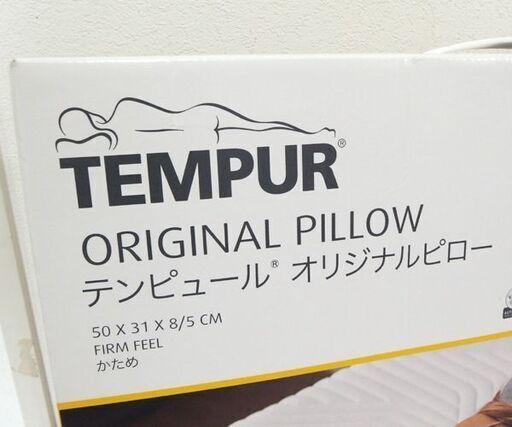 TEMPUR®
ORIGINAL PILLOW
テンピュール® オリジナルピロー
50 X 31 X 8/5 CM
FIRM FEEL
かため